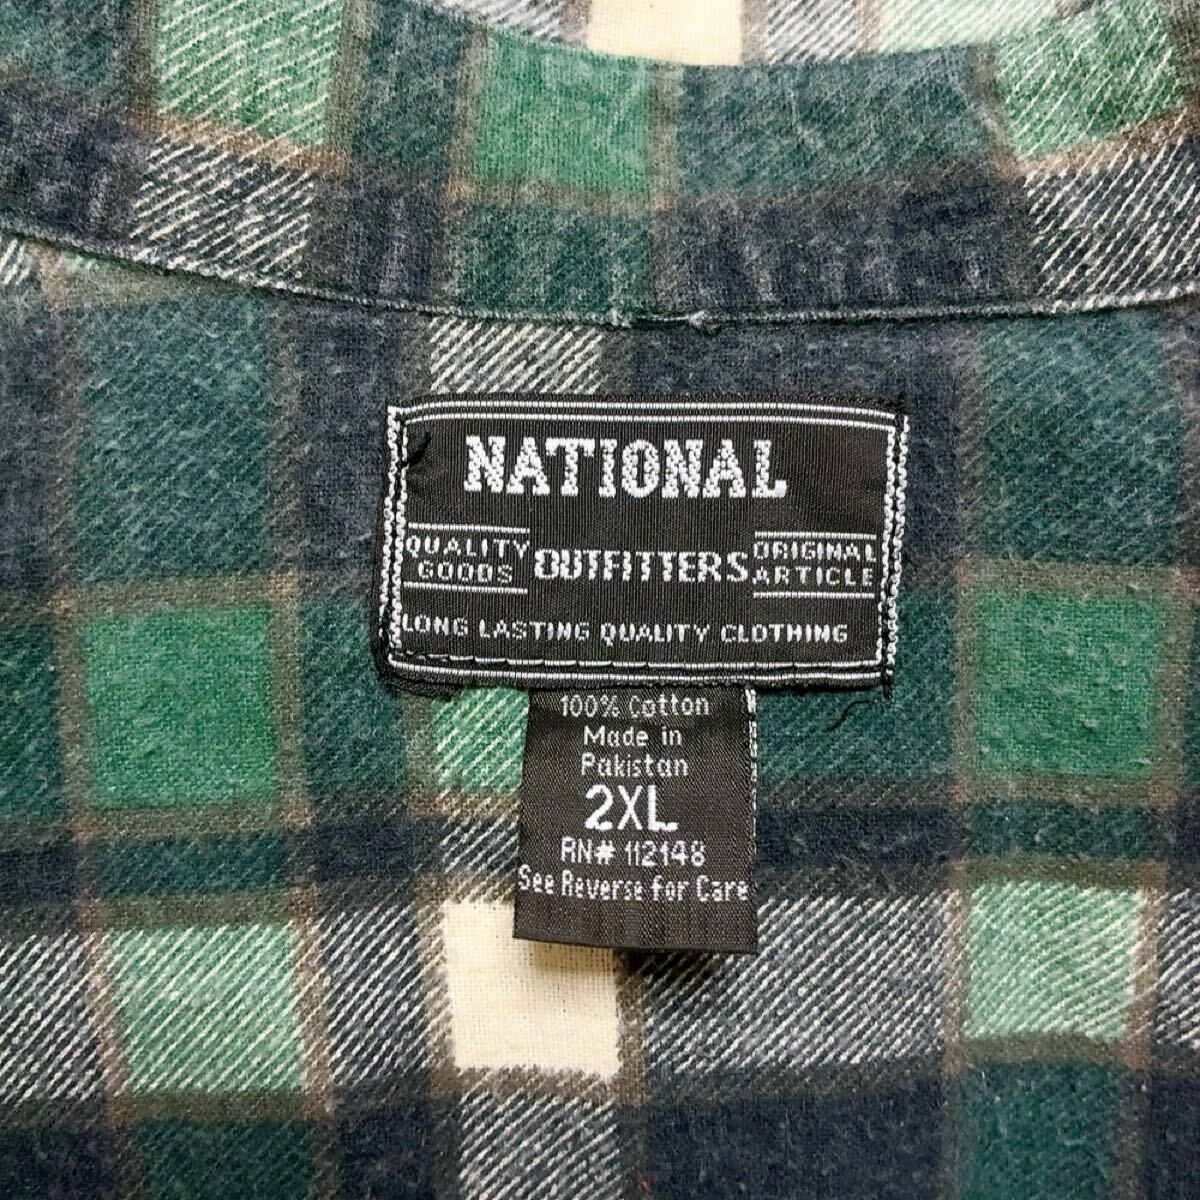 NATIONAL
QUALITY GOODS OUTFITTERS ORIGINAL ARTICLE
LONG LASTING QUALITY CLOTHING
100% Cotton
Made in
Pakistan
2XL
RN# 112148
See Reverse for Care